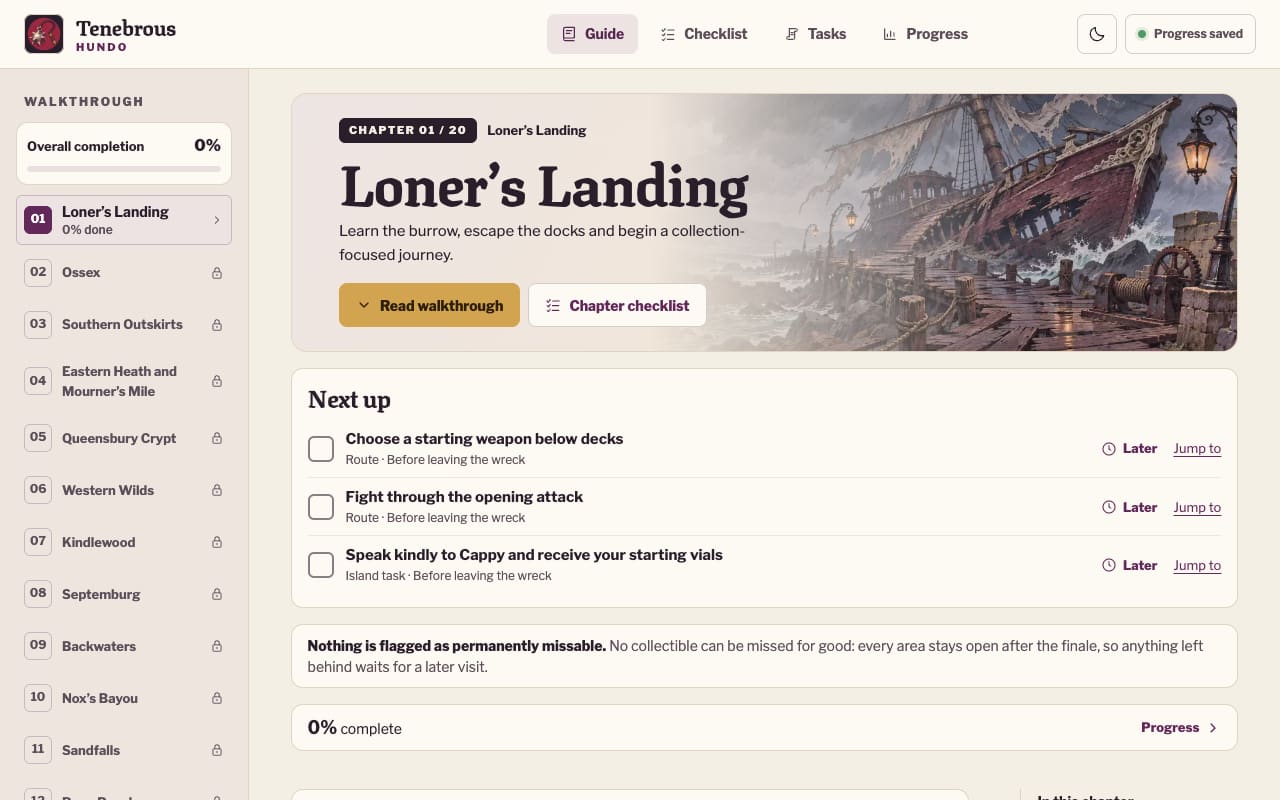 Tenebrous
HUNDO
Guide
Checklist
Tasks
Progress
Progress saved
WALKTHROUGH
Overall completion 0%
01 Loner's Landing
0% done
02 Ossex
03 Southern Outskirts
04 Eastern Heath and
Mourner's Mile
05 Queensbury Crypt
06 Western Wilds
07 Kindlewood
08 Septemburg
09 Backwaters
10 Nox's Bayou
11 Sandfalls
CHAPTER 01 / 20 Loner's Landing
Loner's Landing
Learn the burrow, escape the docks and begin a collection-
focused journey.
Read walkthrough
Chapter checklist
Next up
Choose a starting weapon below decks
Route · Before leaving the wreck
Later Jump to
Fight through the opening attack
Route · Before leaving the wreck
Later Jump to
Speak kindly to Cappy and receive your starting vials
Island task · Before leaving the wreck
Later Jump to
Nothing is flagged as permanently missable. No collectible can be missed for good: every area stays open after the finale, so anything left
behind waits for a later visit.
0% complete
Progress
In this chapter